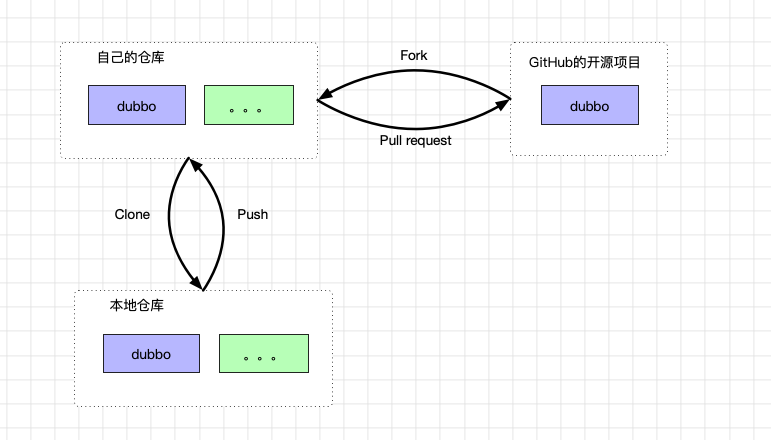 自己的仓库
dubbo
。。。
Fork
Pull request
GitHub的开源项目
dubbo
Clone
Push
本地仓库
dubbo
。。。